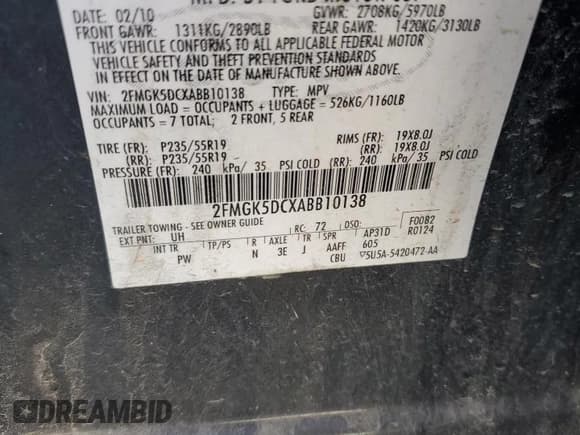 DATE: 02/10
GVWR: 2708KG/5970LB
FRONT GAWR: 1311KG/2890LB
REAR GAWR: 1420KG/3130LB
THIS VEHICLE CONFORMS TO ALL APPLICABLE FEDERAL MOTOR
VEHICLE SAFETY AND THEFT PREVENTION STANDARDS
IN EFFECT ON THE DATE OF MANUFACTURE SHOWN ABOVE.
VIN: 2FMGK5DCXABB10138 TYPE: MPV
MAXIMUM LOAD = OCCUPANTS + LUGGAGE = 526KG/1160LB
OCCUPANTS = 7 TOTAL; 2 FRONT, 5 REAR
TIRE (FR): P235/55R19 RIMS (FR): 19X8.0J
(RR): P235/55R19 (RR): 19X8.0J
PRESSURE (FR): 240 kPa/ 35 PSI COLD (RR): 240 kPa/ 35 PSI COLD
2FMGK5DCXABB10138
TRAILER TOWING - SEE OWNER GUIDE
EXT PNT: UH RC: 72 DSO: F0082
R0124
INT TR TP/PS R AXLE TR SPR AP31D
PW N 3E J AAFF 605
CBU ▽5U5A-5420472-AA
DREAMBID